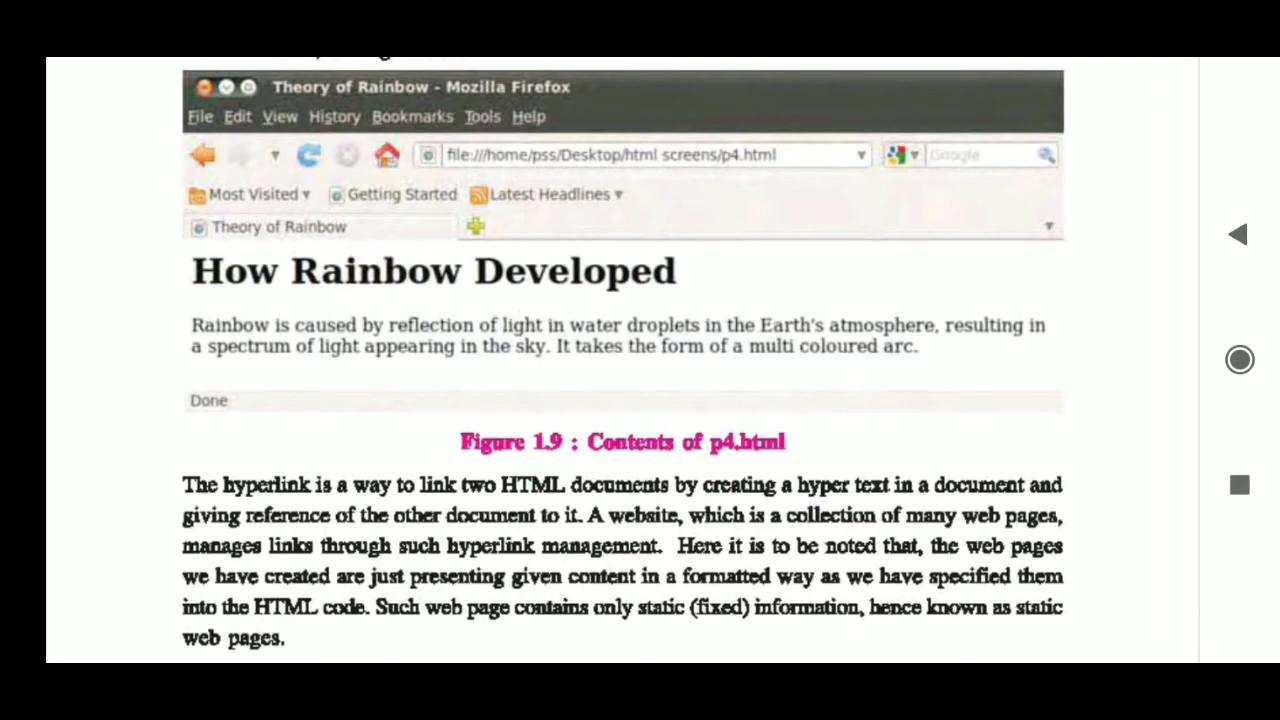 Theory of Rainbow - Mozilla Firefox
File Edit View History Bookmarks Tools Help
file:///home/pss/Desktop/html screens/p4.html Google
Most Visited Getting Started Latest Headlines
Theory of Rainbow
How Rainbow Developed
Rainbow is caused by reflection of light in water droplets in the Earth's atmosphere, resulting in
a spectrum of light appearing in the sky. It takes the form of a multi coloured arc.
Done
Figure 1.9 : Contents of p4.html
The hyperlink is a way to link two HTML documents by creating a hyper text in a document and
giving reference of the other document to it. A website, which is a collection of many web pages,
manages links through such hyperlink management. Here it is to be noted that, the web pages
we have created are just presenting given content in a formatted way as we have specified them
into the HTML code. Such web page contains only static (fixed) information, hence known as static
web pages.